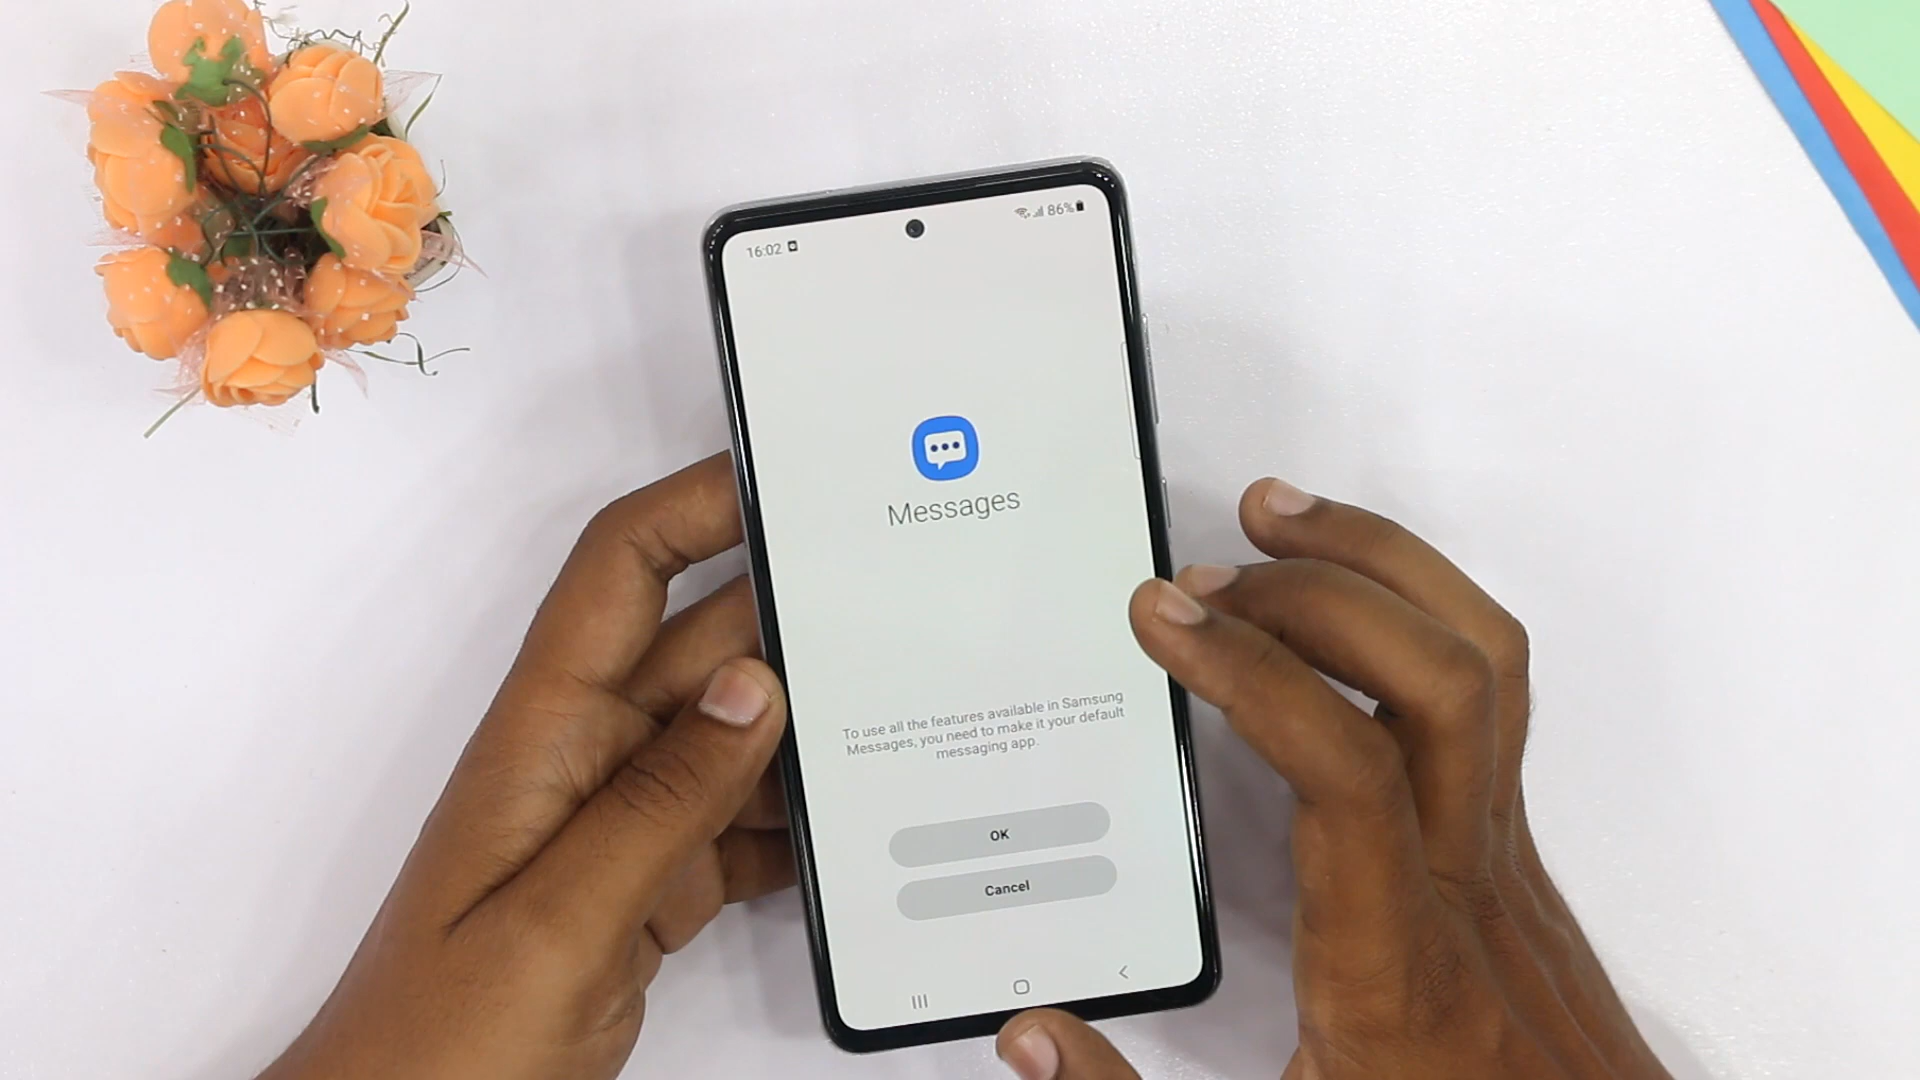 16:02
86%
Messages
To use all the features available in Samsung
Messages, you need to make it your default
messaging app.
OK
Cancel